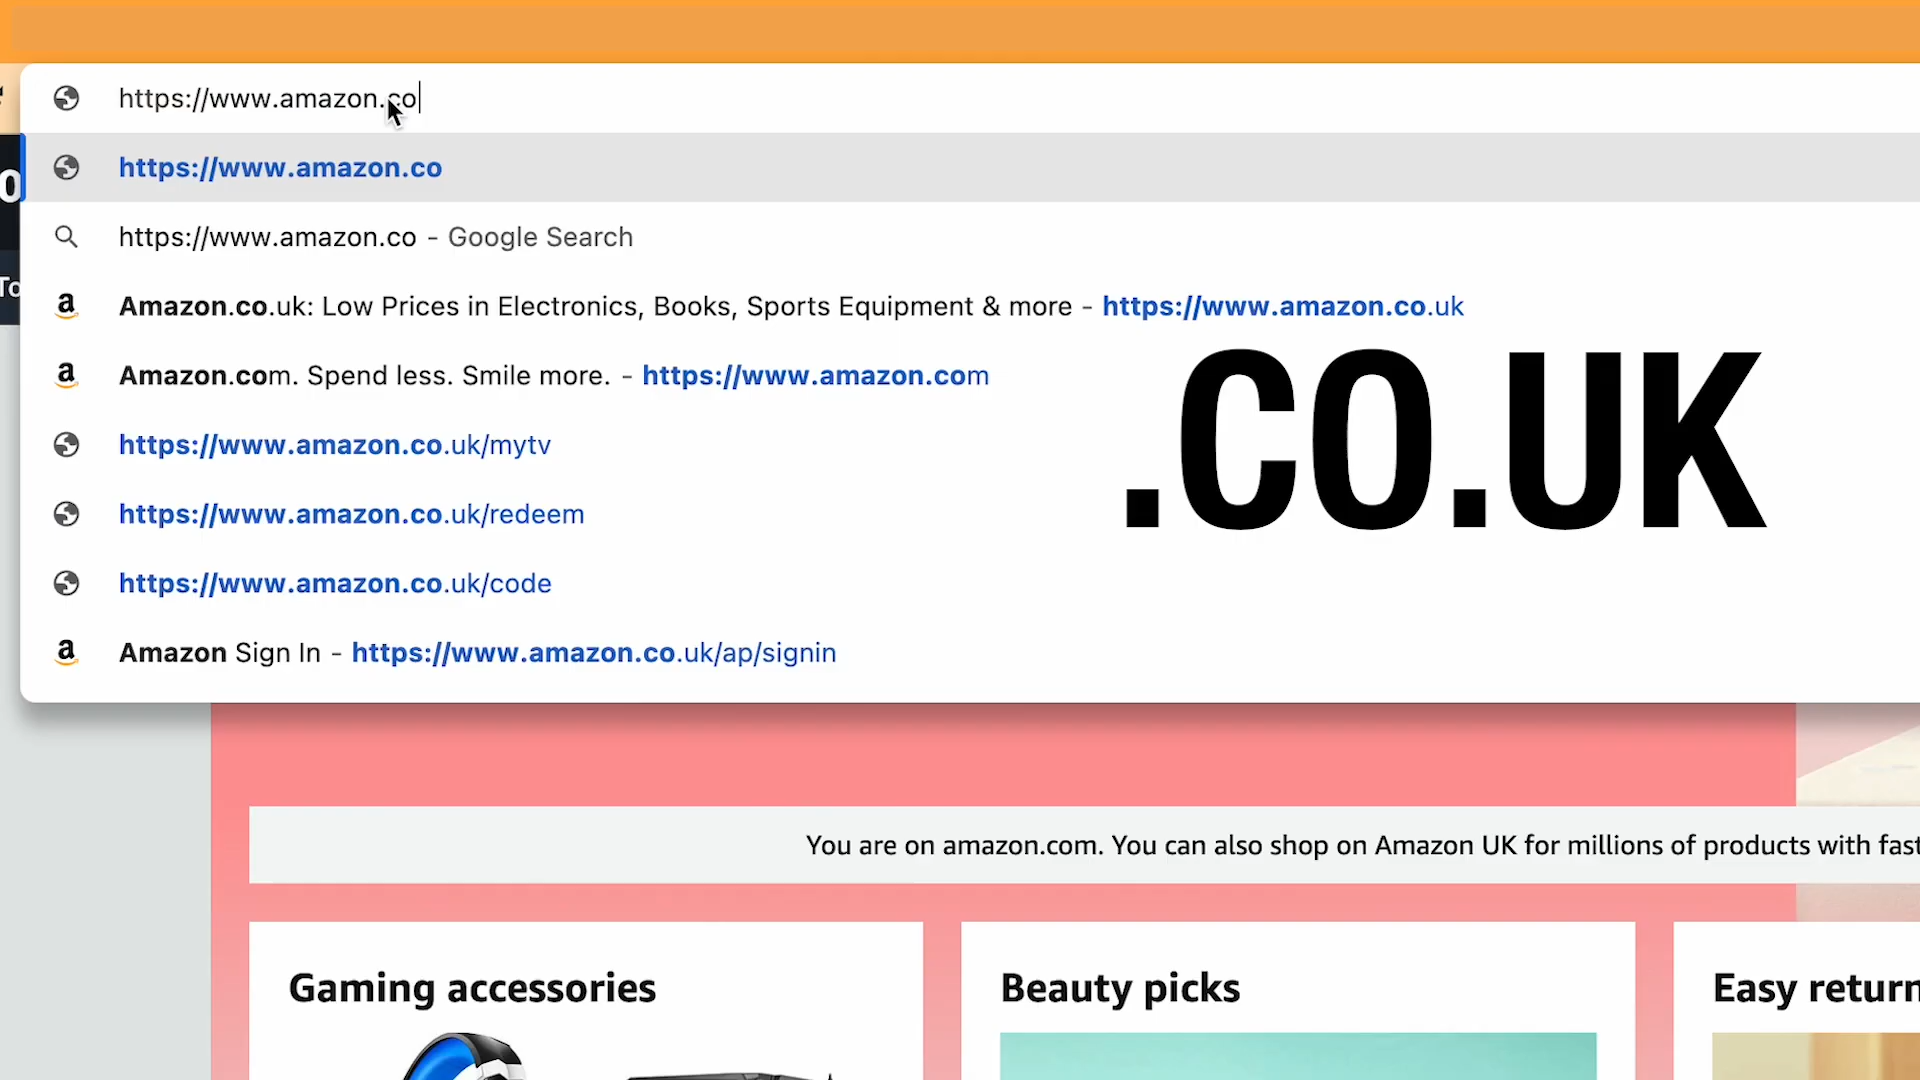 https://www.amazon.co
https://www.amazon.co
https://www.amazon.co - Google Search
Amazon.co.uk: Low Prices in Electronics, Books, Sports Equipment & more - https://www.amazon.co.uk
Amazon.com. Spend less. Smile more. - https://www.amazon.com
.CO.UK
https://www.amazon.co.uk/mytv
https://www.amazon.co.uk/redeem
https://www.amazon.co.uk/code
Amazon Sign In - https://www.amazon.co.uk/ap/signin
You are on amazon.com. You can also shop on Amazon UK for millions of products with fast
Gaming accessories
Beauty picks
Easy return